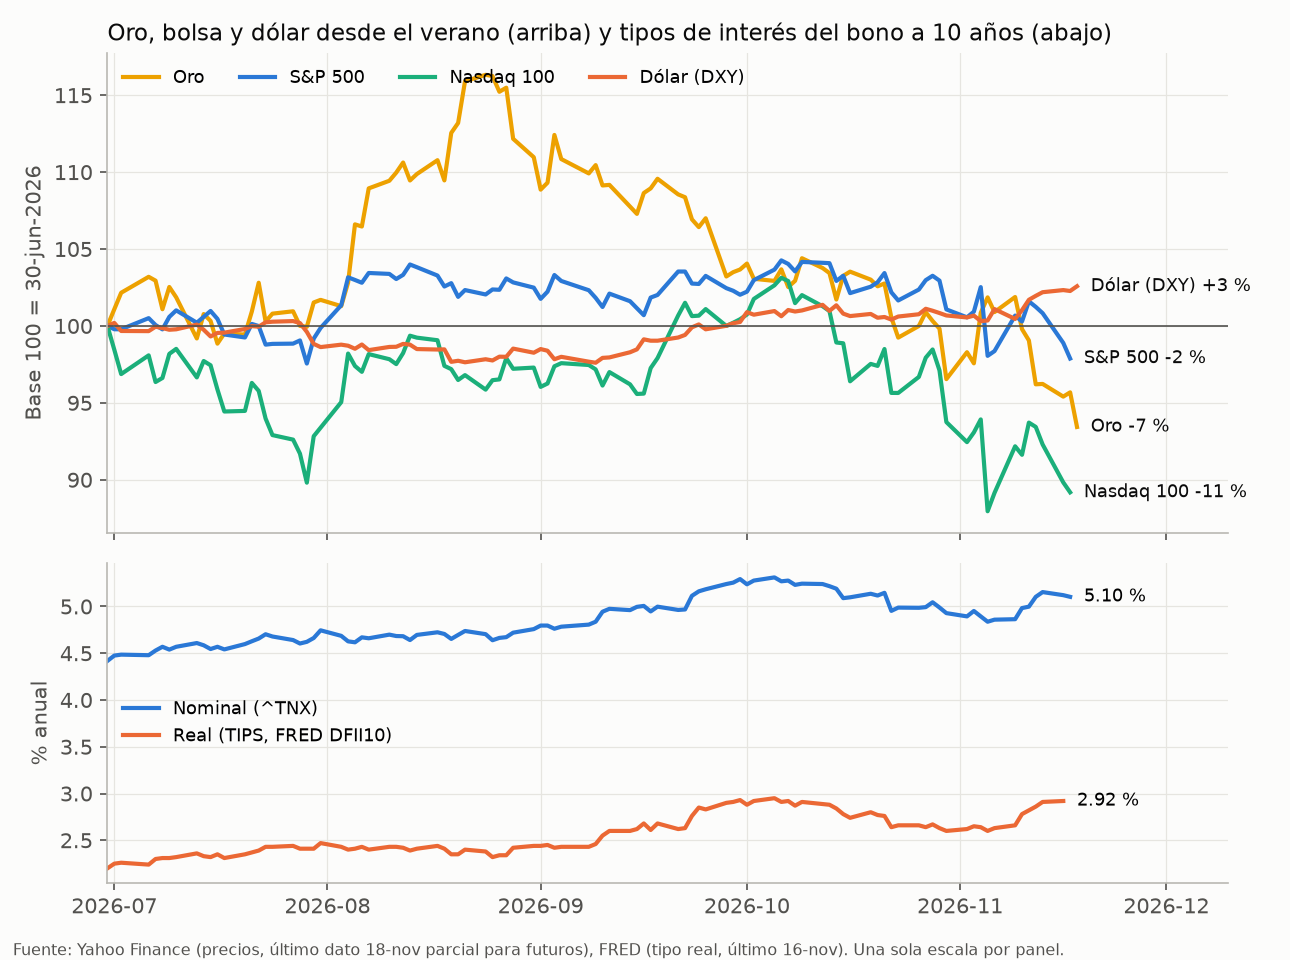 Oro, bolsa y dólar desde el verano (arriba) y tipos de interés del bono a 10 años (abajo)
Oro S&P 500 Nasdaq 100 Dólar (DXY)
Base 100 = 30-jun-2026
115
110
105
100
95
90
Dólar (DXY) +3 %
S&P 500 -2 %
Oro -7 %
Nasdaq 100 -11 %
% anual
5.0
4.5
4.0
3.5
3.0
2.5
5.10 %
Nominal (^TNX)
Real (TIPS, FRED DFII10)
2.92 %
2026-07 2026-08 2026-09 2026-10 2026-11 2026-12
Fuente: Yahoo Finance (precios, último dato 18-nov parcial para futuros), FRED (tipo real, último 16-nov). Una sola escala por panel.